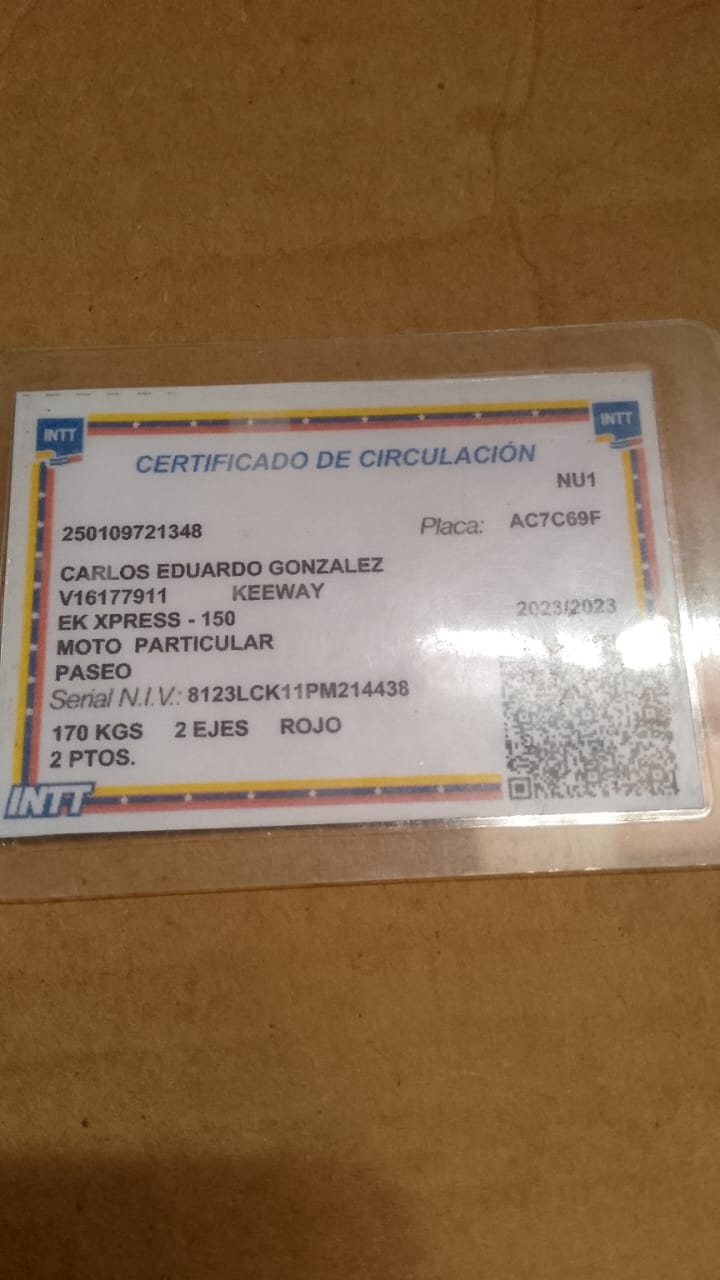 INTT INTT
CERTIFICADO DE CIRCULACIÓN
NU1
250109721348 Placa: AC7C69F
CARLOS EDUARDO GONZALEZ
V16177911 KEEWAY
EK XPRESS - 150 2023/2023
MOTO PARTICULAR
PASEO
Serial N.I.V.: 8123LCK11PM214438
170 KGS 2 EJES ROJO
2 PTOS.
INTT